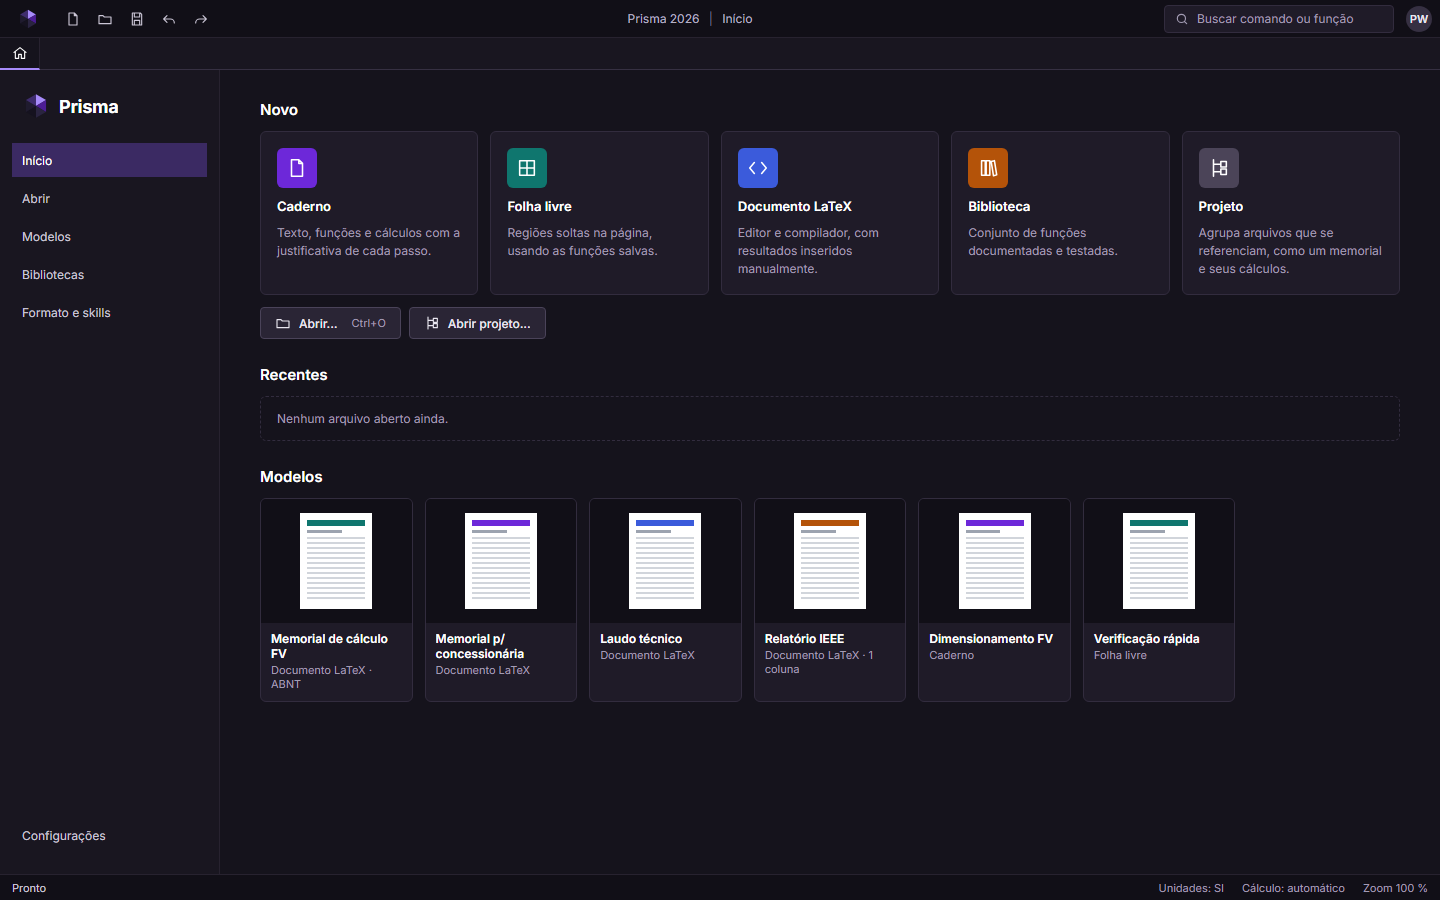 Prisma 2026 | Início
Buscar comando ou função
PW
Prisma
Início
Abrir
Modelos
Bibliotecas
Formato e skills
Configurações
Novo
Caderno
Texto, funções e cálculos com a
justificativa de cada passo.
Folha livre
Regiões soltas na página,
usando as funções salvas.
Documento LaTeX
Editor e compilador, com
resultados inseridos
manualmente.
Biblioteca
Conjunto de funções
documentadas e testadas.
Projeto
Agrupa arquivos que se
referenciam, como um memorial
e seus cálculos.
Abrir... Ctrl+O
Abrir projeto...
Recentes
Nenhum arquivo aberto ainda.
Modelos
Memorial de cálculo
FV
Documento LaTeX ·
ABNT
Memorial p/
concessionária
Documento LaTeX
Laudo técnico
Documento LaTeX
Relatório IEEE
Documento LaTeX · 1
coluna
Dimensionamento FV
Caderno
Verificação rápida
Folha livre
Pronto
Unidades: SI
Cálculo: automático
Zoom 100 %